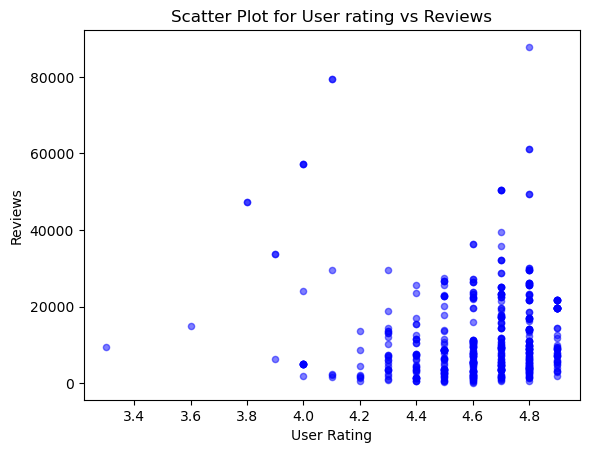 Scatter Plot for User rating vs Reviews
Reviews
80000
60000
40000
20000
0
3.4 3.6 3.8 4.0 4.2 4.4 4.6 4.8
User Rating